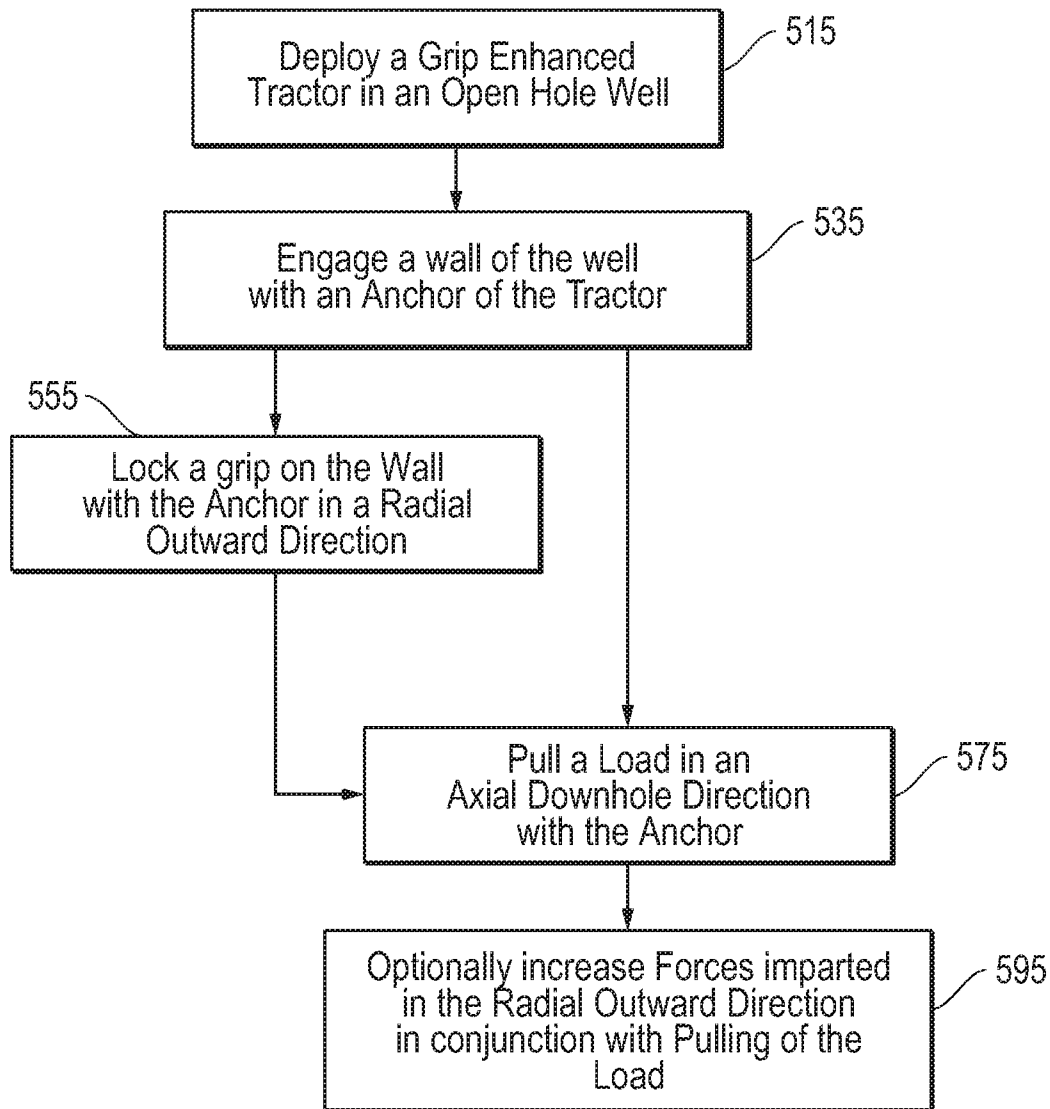 Deploy a Grip Enhanced
Tractor in an Open Hole Well
515
Engage a wall of the well
with an Anchor of the Tractor
535
555
Lock a grip on the Wall
with the Anchor in a Radial
Outward Direction
Pull a Load in an
Axial Downhole Direction
with the Anchor
575
Optionally increase Forces imparted
in the Radial Outward Direction
in conjunction with Pulling of the
Load
595